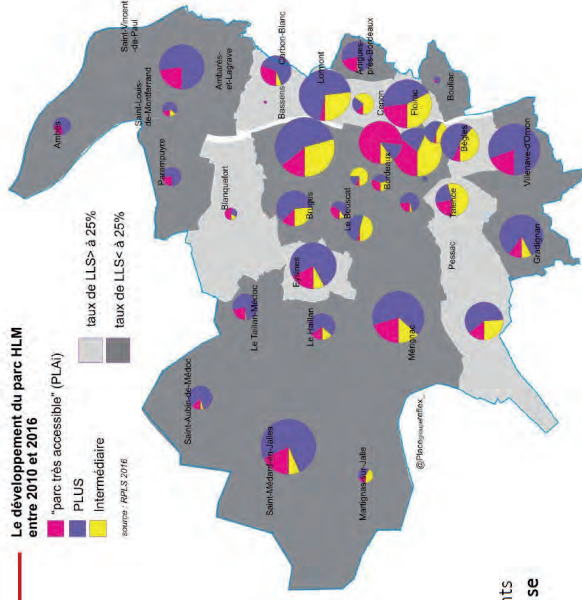 Le développement du parc HLM
entre 2010 et 2016
"parc très accessible" (PLAi)
PLUS
Intermédiaire
source : RPLS 2016
taux de LLS> à 25%
taux de LLS< à 25%
Ambès
Saint-Vincent
-de-Paul
Saint-Louis-
de-Montferrand
Ambarès-
et-Lagrave
Parempuyre
Blanquefort
Bassens
Carbon-Blanc
Lormont
Artigues-
près-Bordeaux
Cenon
Floirac
Bouliac
Saint-Aubin-de-Médoc
Le Taillan-Médoc
Eysines
Bruges
Le Bouscat
Bordeaux
Bègles
Le Haillan
Saint-Médard-en-Jalles
Mérignac
Talence
Villenave-d'Ornon
Martignas-sur-Jalle
Pessac
Gradignan
@Placegroupereflex_
nts
se